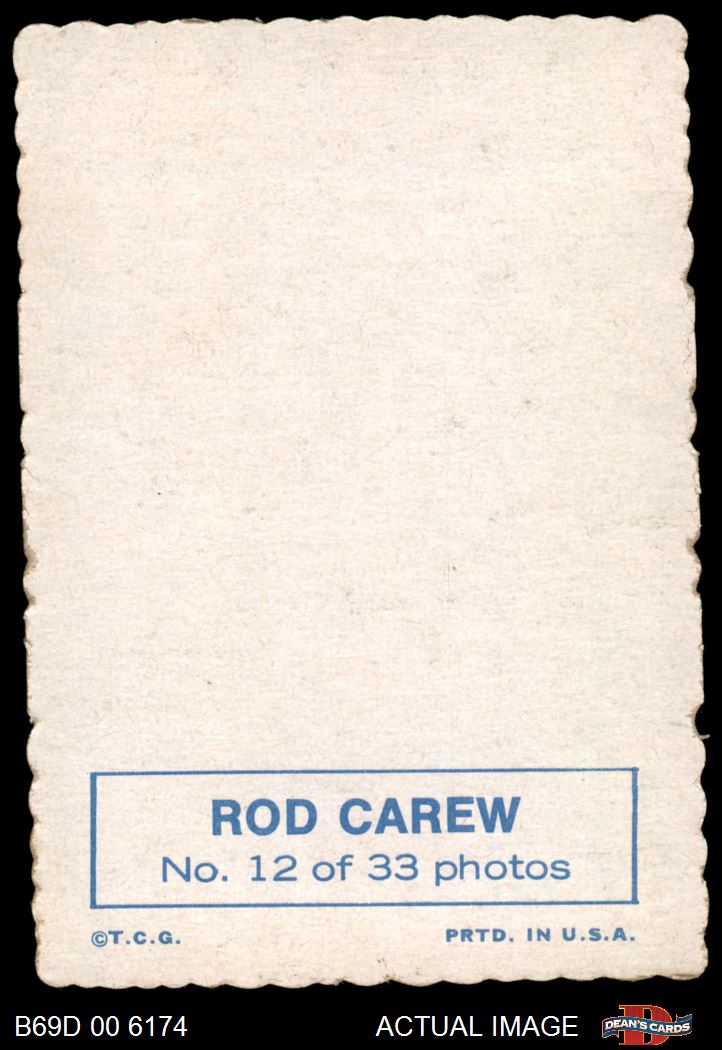 ROD CAREW
No. 12 of 33 photos
©T.C.G. PRTD. IN U.S.A.
B69D 00 6174 ACTUAL IMAGE DEAN'S CARDS